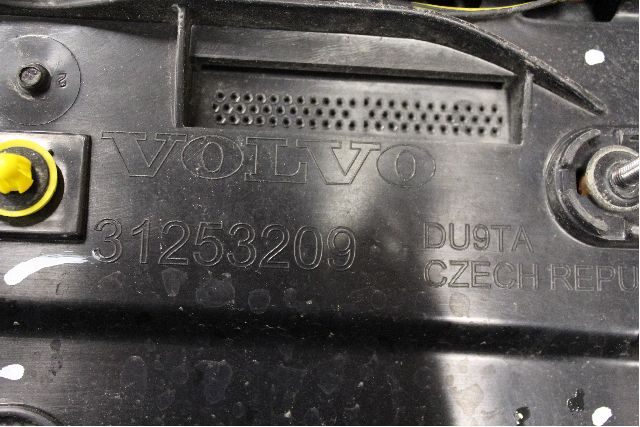 VOLVO
31253209
DU9TA
CZECH REPU